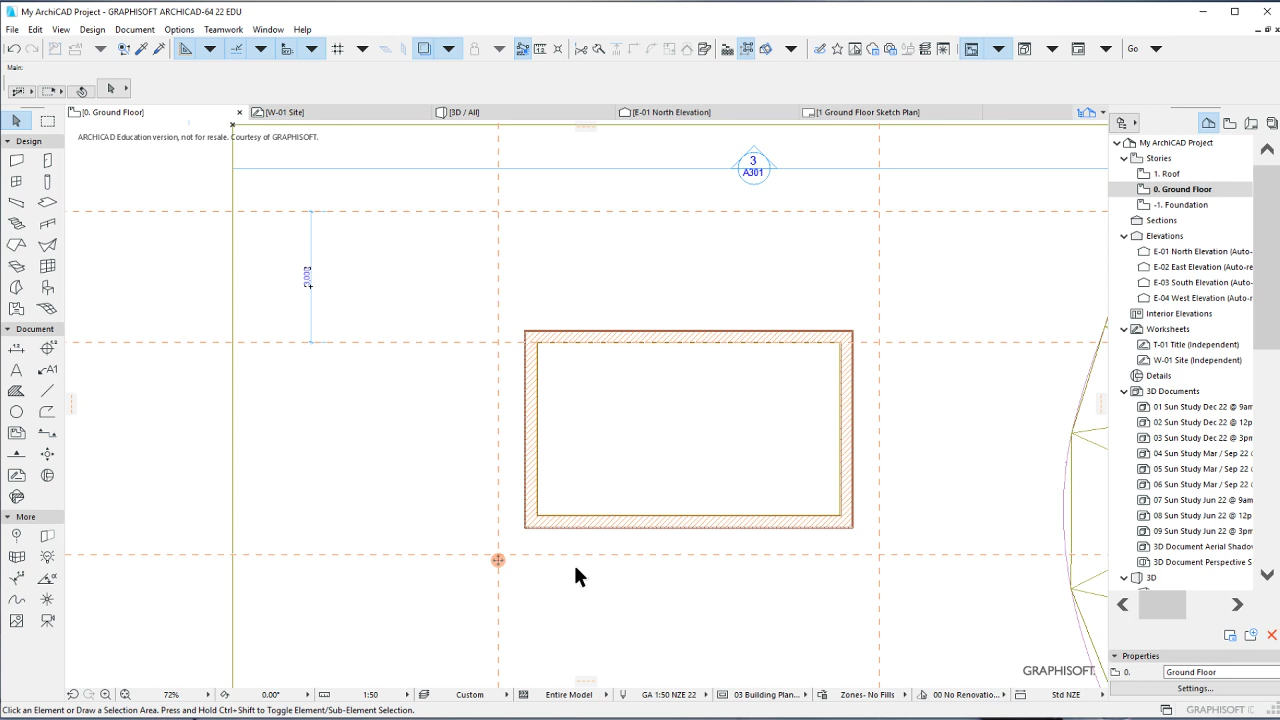 My ArchiCAD Project - GRAPHISOFT ARCHICAD-64 22 EDU
File Edit View Design Document Options Teamwork Window Help
Go
Main:
[0. Ground Floor]
[W-01 Site]
[3D / All]
[E-01 North Elevation]
[1 Ground Floor Sketch Plan]
ARCHICAD Education version, not for resale. Courtesy of GRAPHISOFT.
Design
Document
More
3
A301
GRAPHISOFT.
My ArchiCAD Project
Stories
1. Roof
0. Ground Floor
-1. Foundation
Sections
Elevations
E-01 North Elevation (Auto-
E-02 East Elevation (Auto-re
E-03 South Elevation (Auto-
E-04 West Elevation (Auto-re
Interior Elevations
Worksheets
T-01 Title (Independent)
W-01 Site (Independent)
Details
3D Documents
01 Sun Study Dec 22 @ 9am
02 Sun Study Dec 22 @ 12p
03 Sun Study Dec 22 @ 3pm
04 Sun Study Mar / Sep 22 @
05 Sun Study Mar / Sep 22 @
06 Sun Study Mar / Sep 22 @
07 Sun Study Jun 22 @ 9am
08 Sun Study Jun 22 @ 12p
09 Sun Study Jun 22 @ 3pm
3D Document Aerial Shadow
3D Document Perspective S
3D
Properties
0. Ground Floor
Settings...
72% 0.00° 1:50 Custom Entire Model GA 1:50 NZE 22 03 Building Plan... Zones- No Fills 00 No Renovatio... Std NZE
Click an Element or Draw a Selection Area. Press and Hold Ctrl+Shift to Toggle Element/Sub-Element Selection.